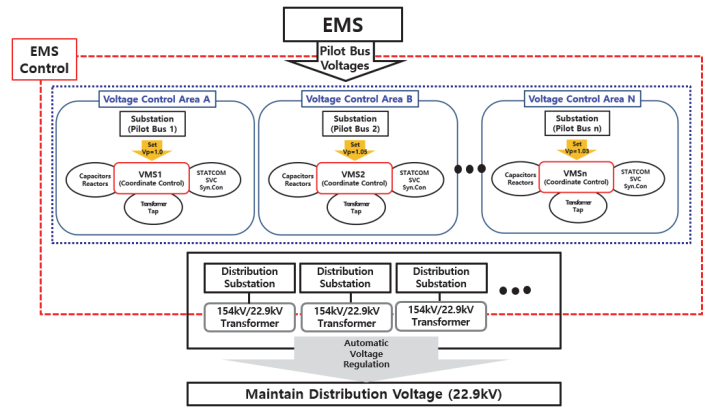 EMS
EMS
Control
Pilot Bus
Voltages
Voltage Control Area A
Substation
(Pilot Bus 1)
Set
Vp=1.0
Capacitors
Reactors
VMS1
(Coordinate Control)
STATCOM
SVC
Syn.Con
Transformer
Tap
Voltage Control Area B
Substation
(Pilot Bus 2)
Set
Vp=1.05
Capacitors
Reactors
VMS2
(Coordinate Control)
STATCOM
SVC
Syn.Con
Transformer
Tap
Voltage Control Area N
Substation
(Pilot Bus n)
Set
Vp=1.03
Capacitors
Reactors
VMSn
(Coordinate Control)
STATCOM
SVC
Syn.Con
Transformer
Tap
Distribution
Substation
Distribution
Substation
Distribution
Substation
154kV/22.9kV
Transformer
154kV/22.9kV
Transformer
154kV/22.9kV
Transformer
Automatic
Voltage
Regulation
Maintain Distribution Voltage (22.9kV)